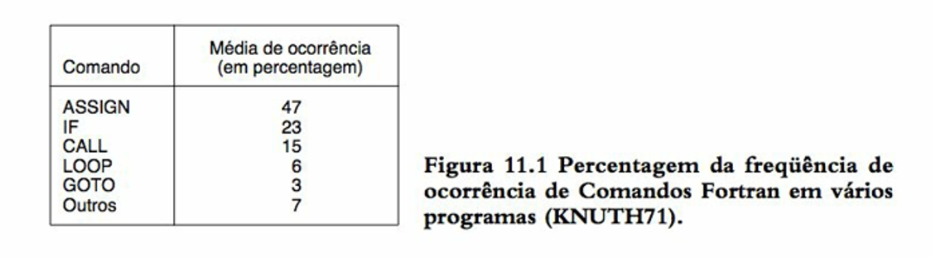 Comando Média de ocorrência
(em percentagem)
ASSIGN 47
IF 23
CALL 15
LOOP 6
GOTO 3
Outros 7
Figura 11.1 Percentagem da freqüência de
ocorrência de Comandos Fortran em vários
programas (KNUTH71).